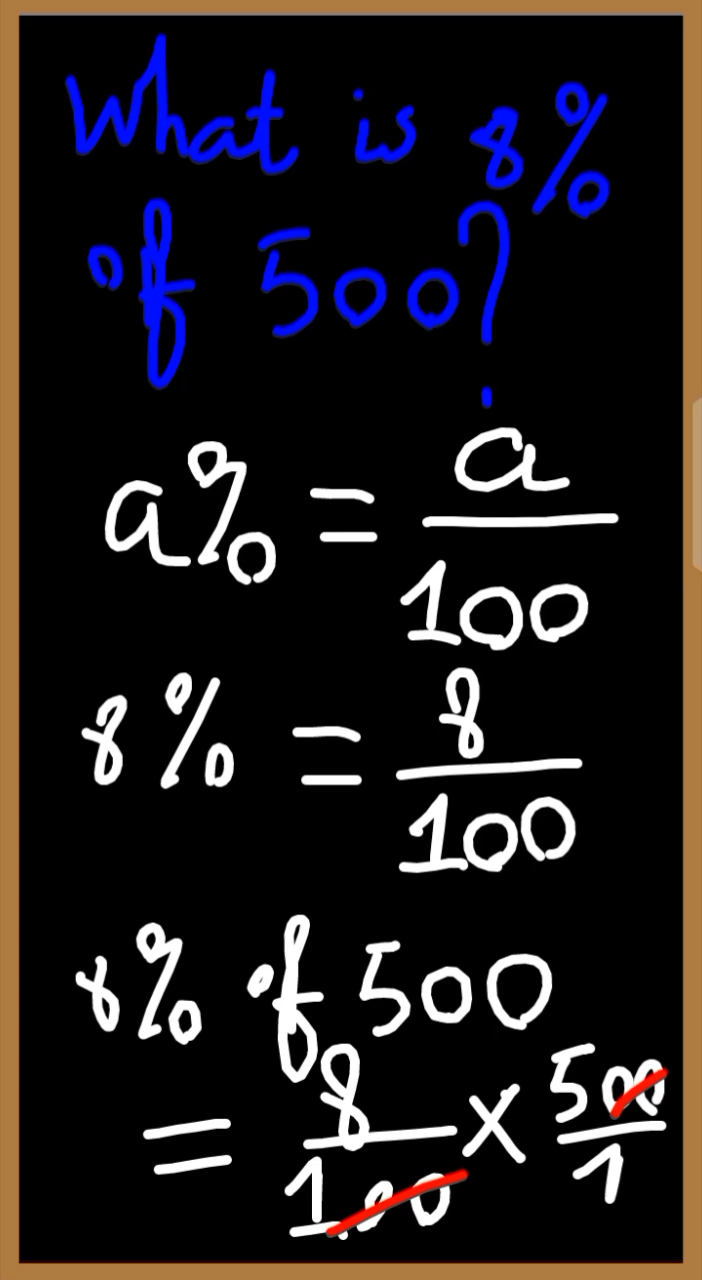 What is 8%
of 500?
a% = a/100
8% = 8/100
8% of 500
= 8/100 × 500/1